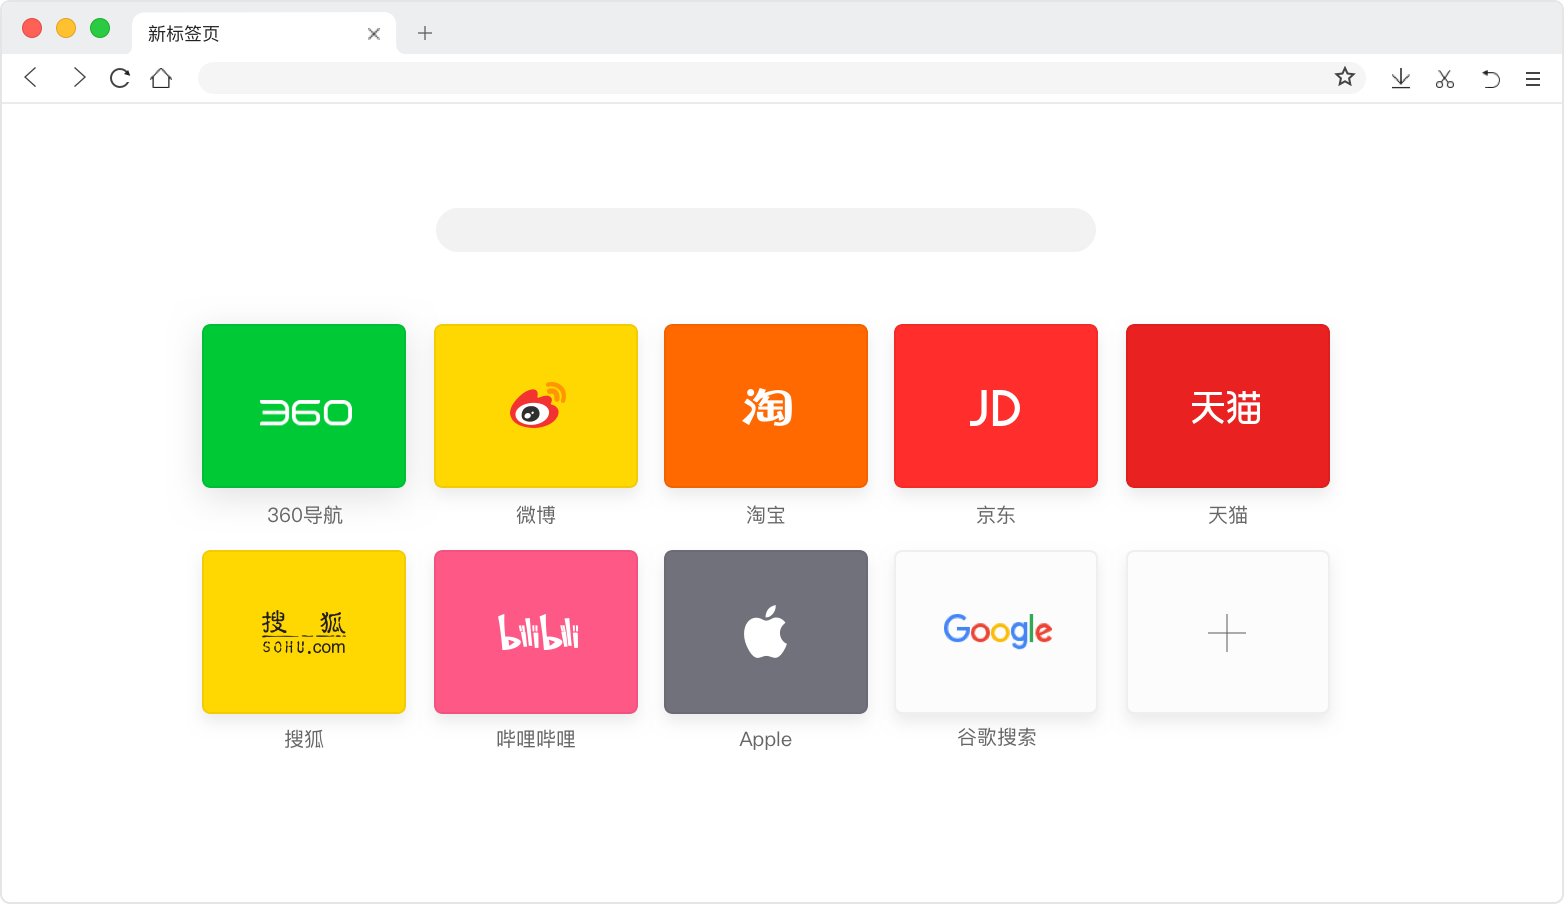 新标签页
360
淘
JD
天猫
360导航
微博
淘宝
京东
天猫
搜狐
SOHU.com
bilibili
Google
搜狐
哔哩哔哩
Apple
谷歌搜索